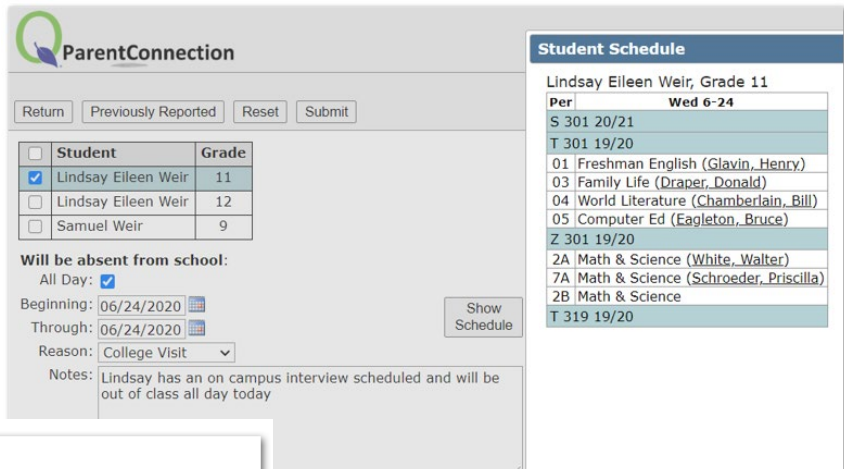 ParentConnection
Return Previously Reported Reset Submit
Student Grade
Lindsay Eileen Weir 11
Lindsay Eileen Weir 12
Samuel Weir 9
Will be absent from school:
All Day:
Beginning: 06/24/2020
Through: 06/24/2020
Show Schedule
Reason: College Visit
Notes: Lindsay has an on campus interview scheduled and will be
out of class all day today
Student Schedule
Lindsay Eileen Weir, Grade 11
Per Wed 6-24
S 301 20/21
T 301 19/20
01 Freshman English (Glavin, Henry)
03 Family Life (Draper, Donald)
04 World Literature (Chamberlain, Bill)
05 Computer Ed (Eagleton, Bruce)
Z 301 19/20
2A Math & Science (White, Walter)
7A Math & Science (Schroeder, Priscilla)
2B Math & Science
T 319 19/20